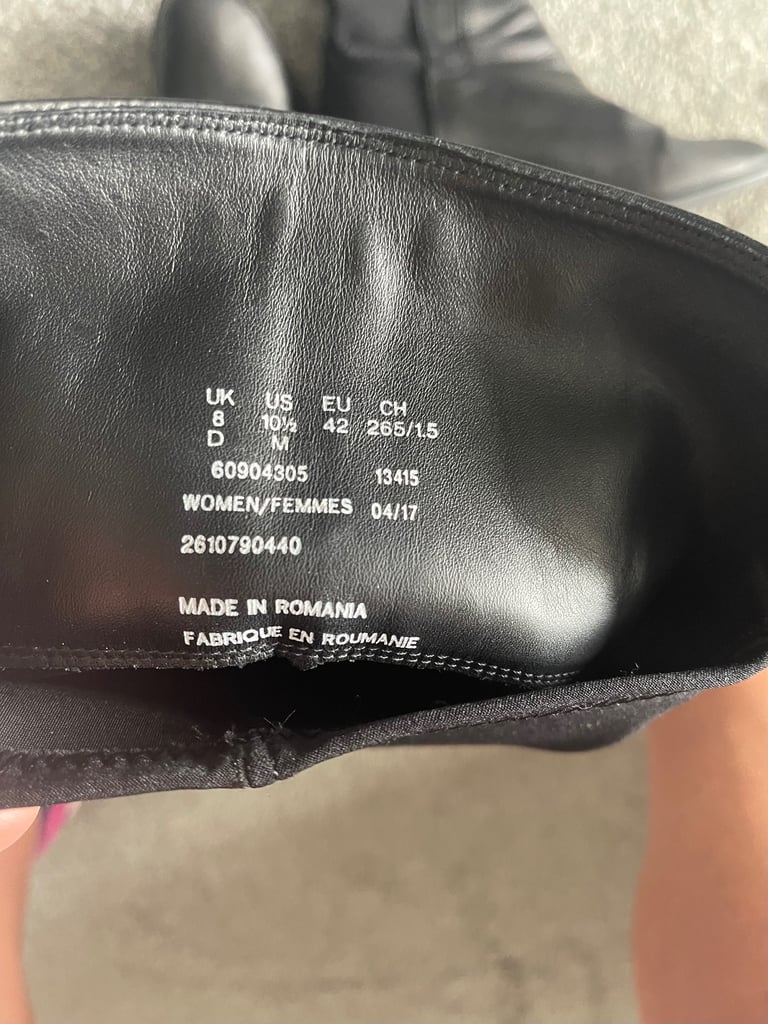 UK US EU CH
8 10½ 42 265/1.5
D M
60904305 13415
WOMEN/FEMMES 04/17
2610790440
MADE IN ROMANIA
FABRIQUE EN ROUMANIE